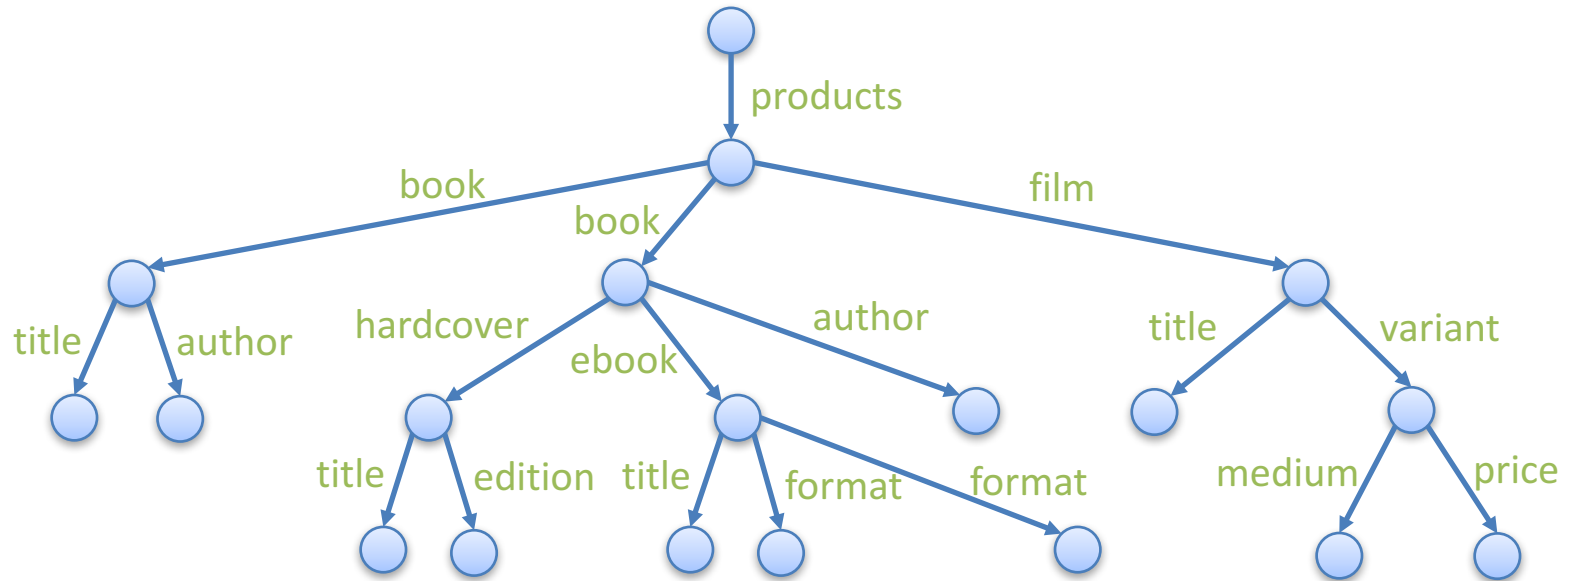 products
book
book
film
title
author
hardcover
ebook
author
title
variant
title
edition
title
format
format
medium
price